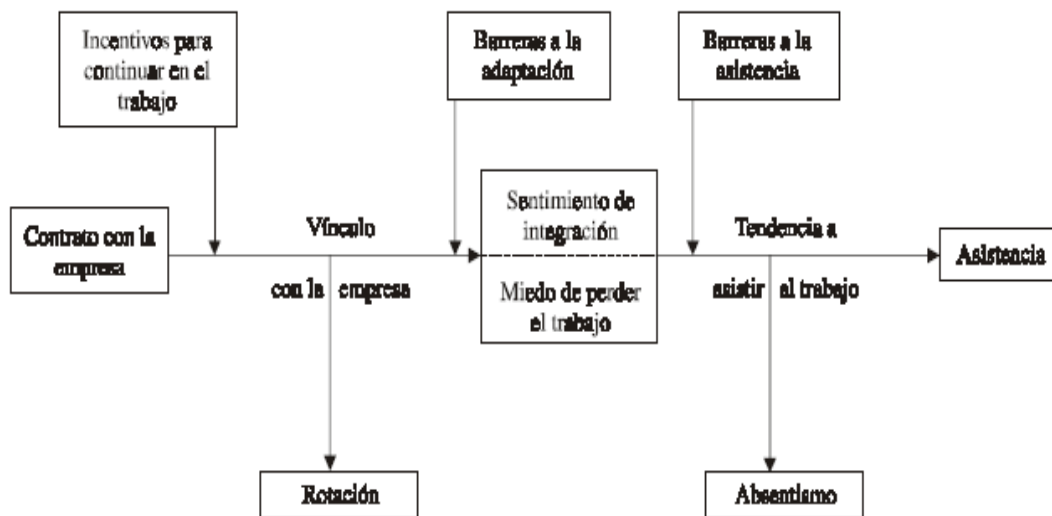 Incentivos para
continuar en el
trabajo
Barreras a la
adaptación
Barreras a la
asistencia
Contrato con la
empresa
Vínculo
con la empresa
Sentimiento de
integración
Miedo de perder
el trabajo
Tendencia a
asistir al trabajo
Asistencia
Rotación
Absentismo